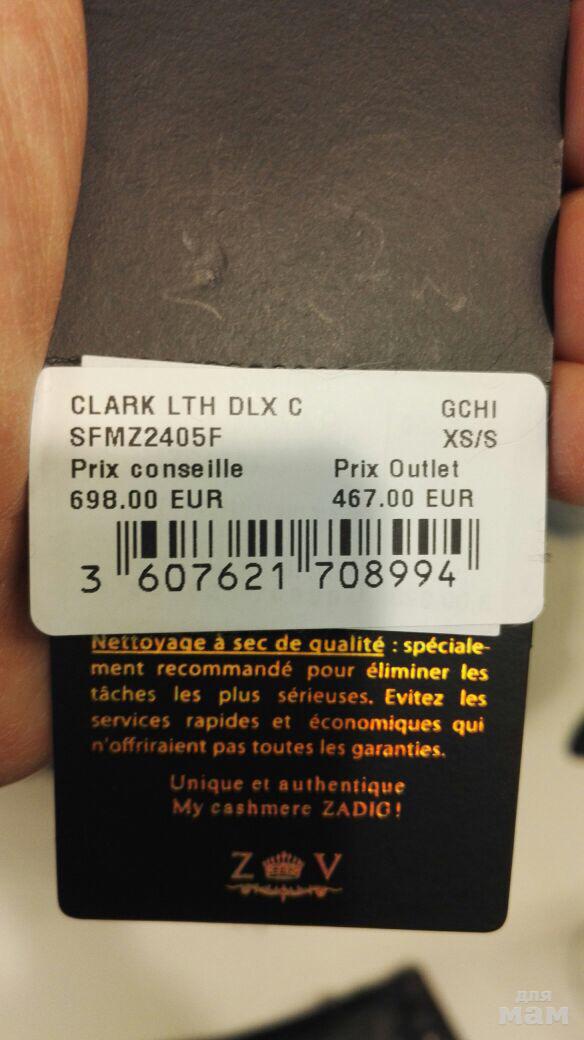 CLARK LTH DLX C GCHI
SFMZ2405F XS/S
Prix conseille Prix Outlet
698.00 EUR 467.00 EUR
3 607621 708994
Nettoyage à sec de qualité : spéciale-
ment recommandé pour éliminer les
tâches les plus sérieuses. Evitez les
services rapides et économiques qui
n'offriraient pas toutes les garanties.
Unique et authentique
My cashmere ZADIG!
Z V
для
мам